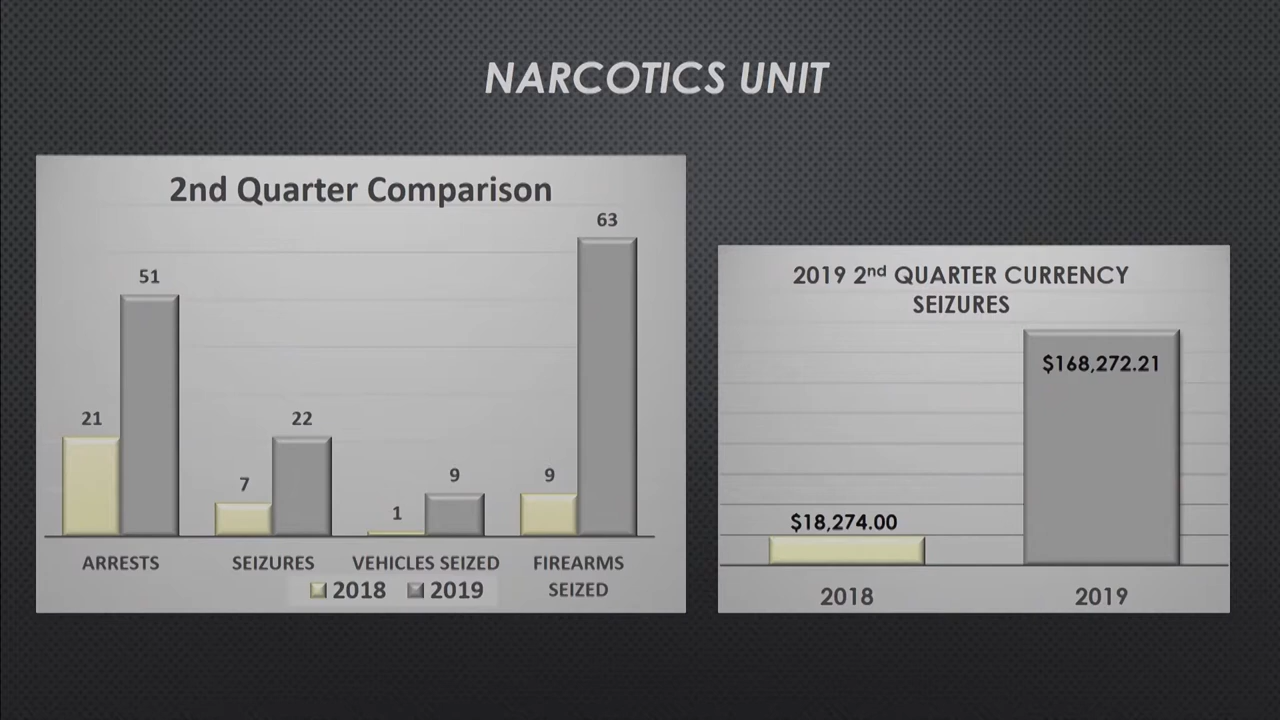 NARCOTICS UNIT
2nd Quarter Comparison
63
51
21
22
7
1
9
9
ARRESTS
SEIZURES
VEHICLES SEIZED
FIREARMS
SEIZED
2018
2019
2019 2nd QUARTER CURRENCY
SEIZURES
$168,272.21
$18,274.00
2018
2019